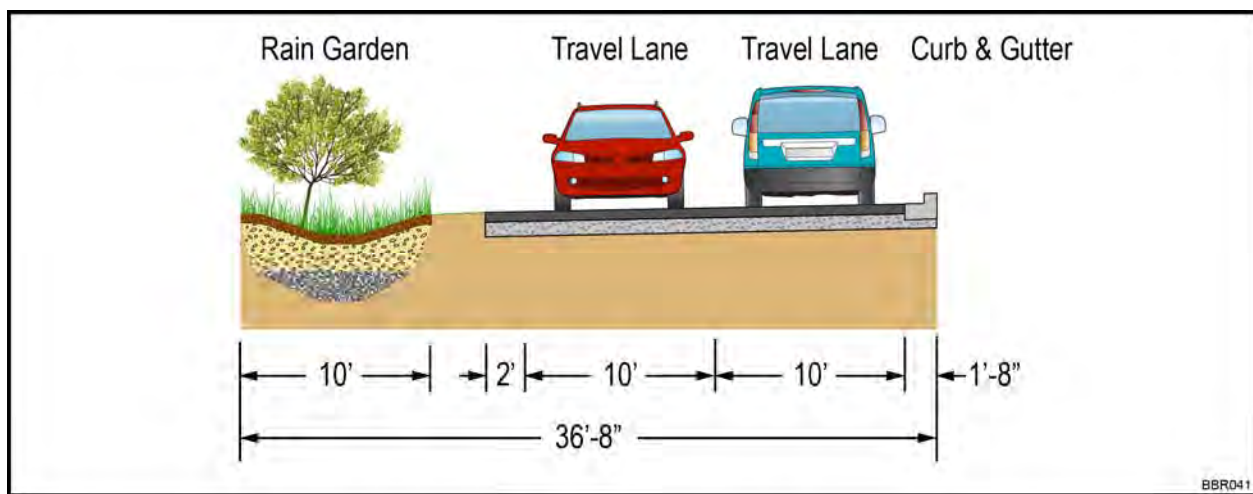 Rain Garden Travel Lane Travel Lane Curb & Gutter
10’ 2’ 10’ 10’ 1’-8”
36’-8”
BBR041